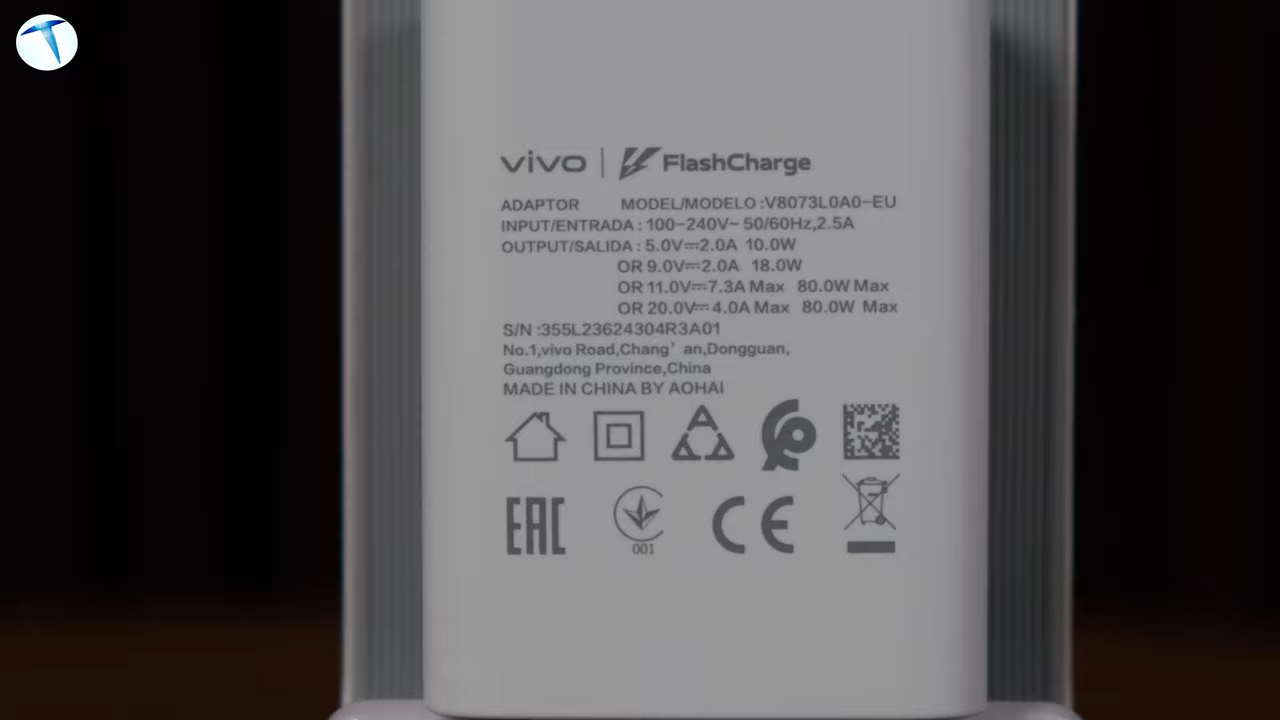 vivo | FlashCharge
ADAPTOR MODEL/MODELO :V8073L0A0-EU
INPUT/ENTRADA : 100-240V~ 50/60Hz,2.5A
OUTPUT/SALIDA : 5.0V⎓2.0A 10.0W
OR 9.0V⎓2.0A 18.0W
OR 11.0V⎓7.3A Max 80.0W Max
OR 20.0V⎓4.0A Max 80.0W Max
S/N :355L23624304R3A01
No.1,vivo Road,Chang’an,Dongguan,
Guangdong Province,China
MADE IN CHINA BY AOHAI
EAC
001
CE